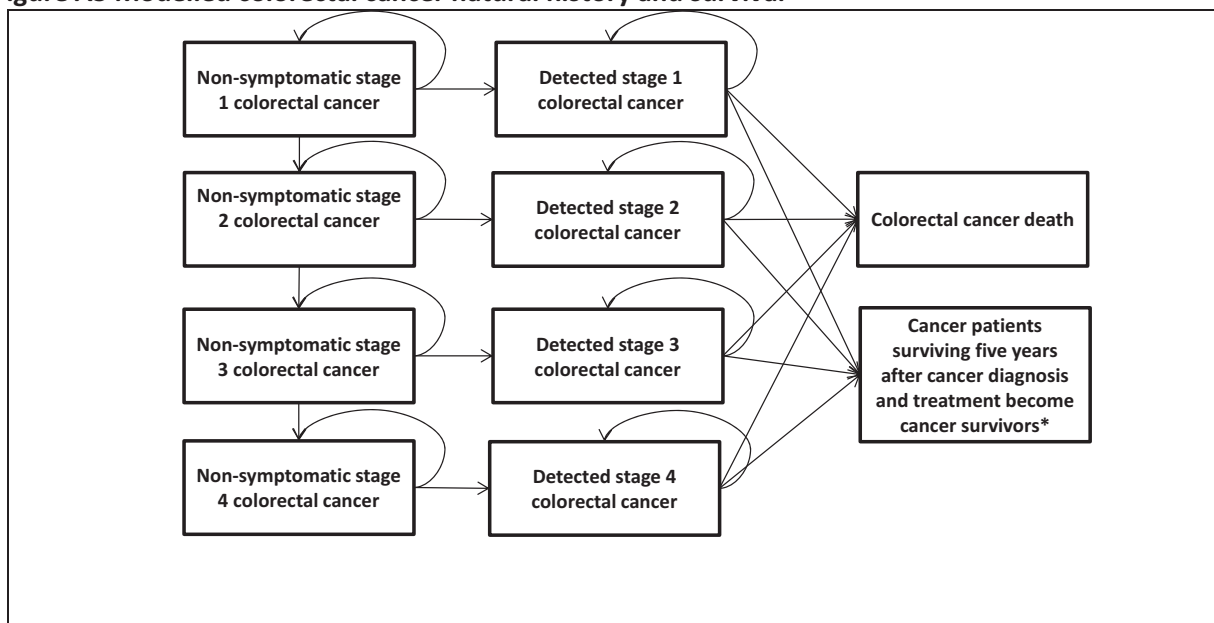 Non-symptomatic stage
1 colorectal cancer
Detected stage 1
colorectal cancer
Non-symptomatic stage
2 colorectal cancer
Detected stage 2
colorectal cancer
Colorectal cancer death
Non-symptomatic stage
3 colorectal cancer
Detected stage 3
colorectal cancer
Cancer patients
surviving five years
after cancer diagnosis
and treatment become
cancer survivors*
Non-symptomatic stage
4 colorectal cancer
Detected stage 4
colorectal cancer